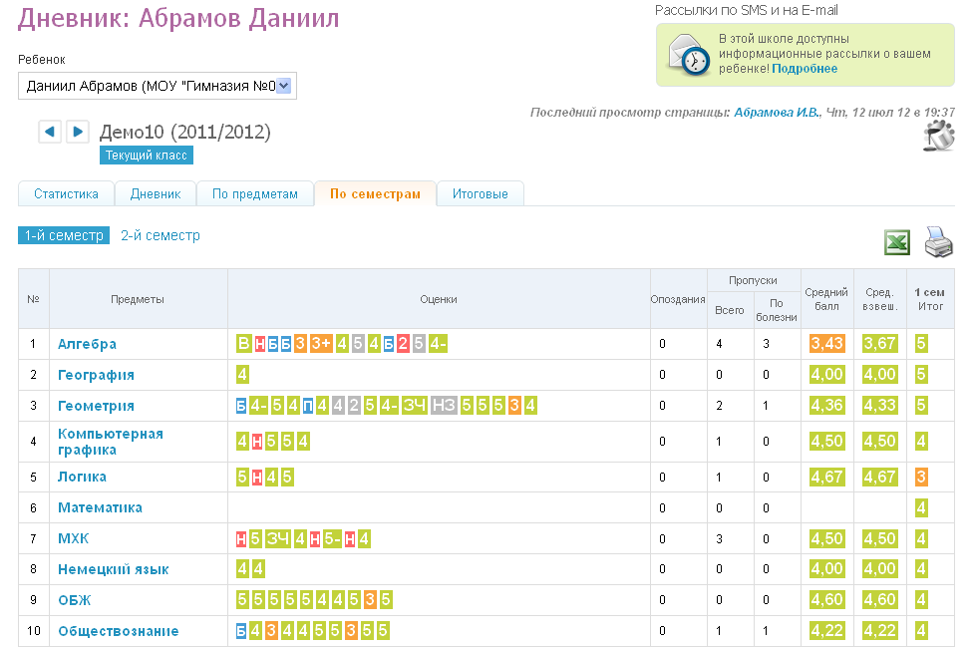 Дневник: Абрамов Даниил
Рассылки по SMS и на E-mail
В этой школе доступны
информационные рассылки о вашем
ребенке! Подробнее
Ребенок
Даниил Абрамов (МОУ "Гимназия №0
Последний просмотр страницы: Абрамова И.В., Чт, 12 июл 12 в 19:37
Демо10 (2011/2012)
Текущий класс
Статистика Дневник По предметам По семестрам Итоговые
1-й семестр 2-й семестр
№ Предметы Оценки Опоздания Пропуски Всего По болезни Средний балл Сред. взвеш. 1 сем Итог
1 Алгебра В Н Б Б 3 3+ 4 5 4 Б 2 5 4- 0 4 3 3,43 3,67 5
2 География 4 0 0 0 4,00 4,00 5
3 Геометрия Б 4- 5 4 П 4 4 2 5 4- ЗЧ НЗ 5 5 5 3 4 0 2 1 4,36 4,33 5
4 Компьютерная графика 4 Н 5 5 4 0 1 0 4,50 4,50 4
5 Логика 5 Н 4 5 0 1 0 4,67 4,67 3
6 Математика 0 0 0 4
7 МХК Н 5 ЗЧ 4 Н 5- Н 4 0 3 0 4,50 4,50 4
8 Немецкий язык 4 4 0 0 0 4,00 4,00 4
9 ОБЖ 5 5 5 5 5 4 4 5 3 5 0 0 0 4,60 4,60 4
10 Обществознание Б 4 3 4 4 5 5 3 5 5 0 1 1 4,22 4,22 4